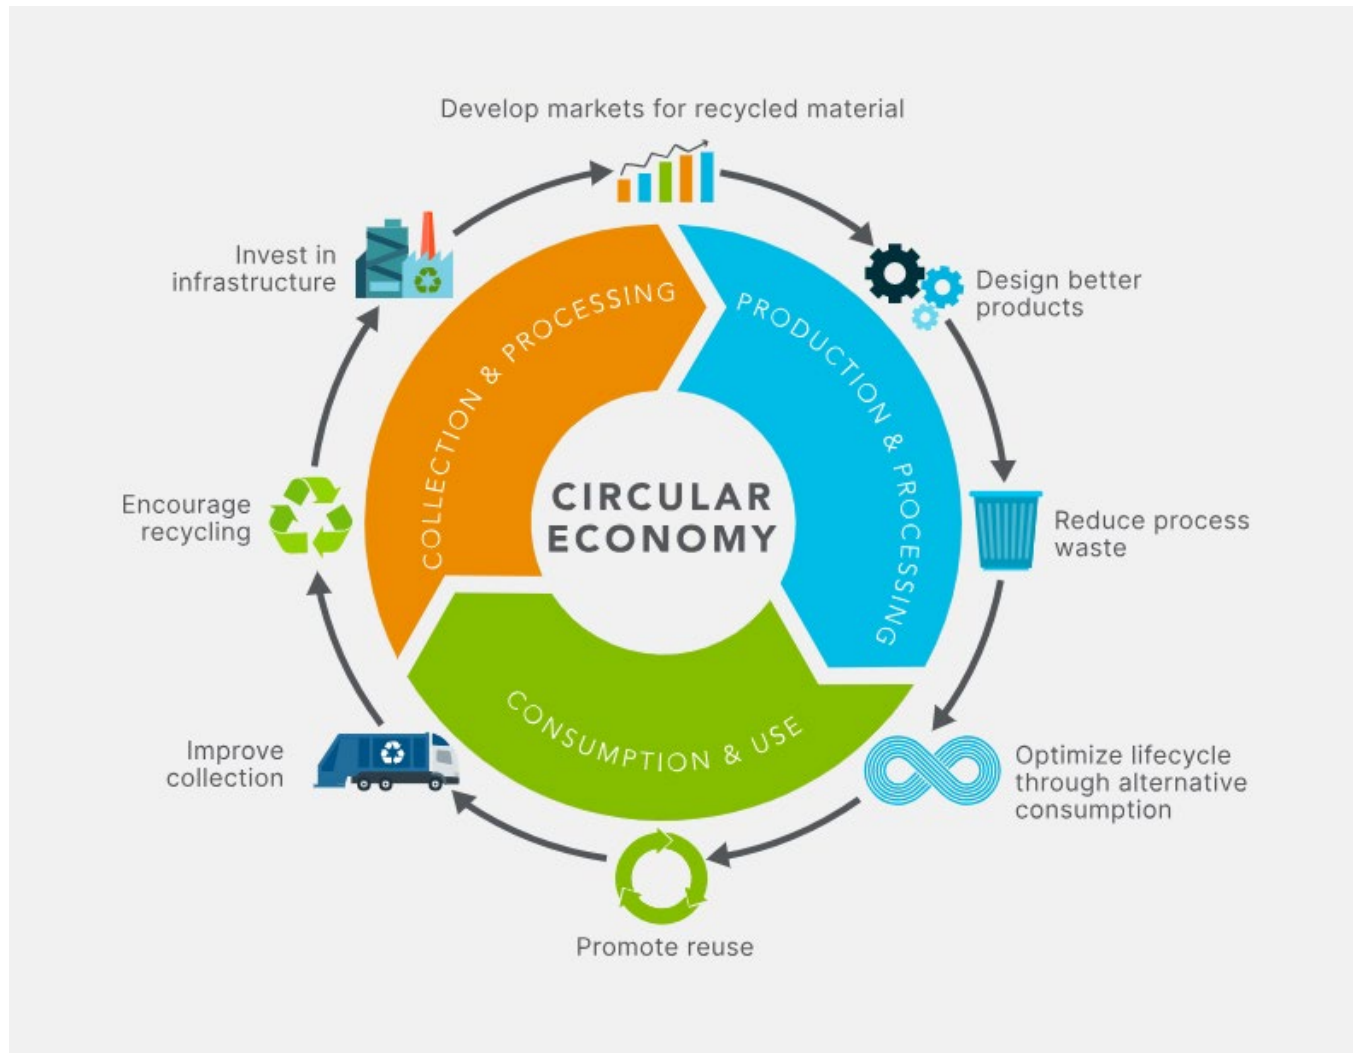 Develop markets for recycled material
Invest in
infrastructure
Design better
products
COLLECTION & PROCESSING
PRODUCTION & PROCESSING
CIRCULAR
ECONOMY
Encourage
recycling
Reduce process
waste
CONSUMPTION & USE
Improve
collection
Optimize lifecycle
through alternative
consumption
Promote reuse